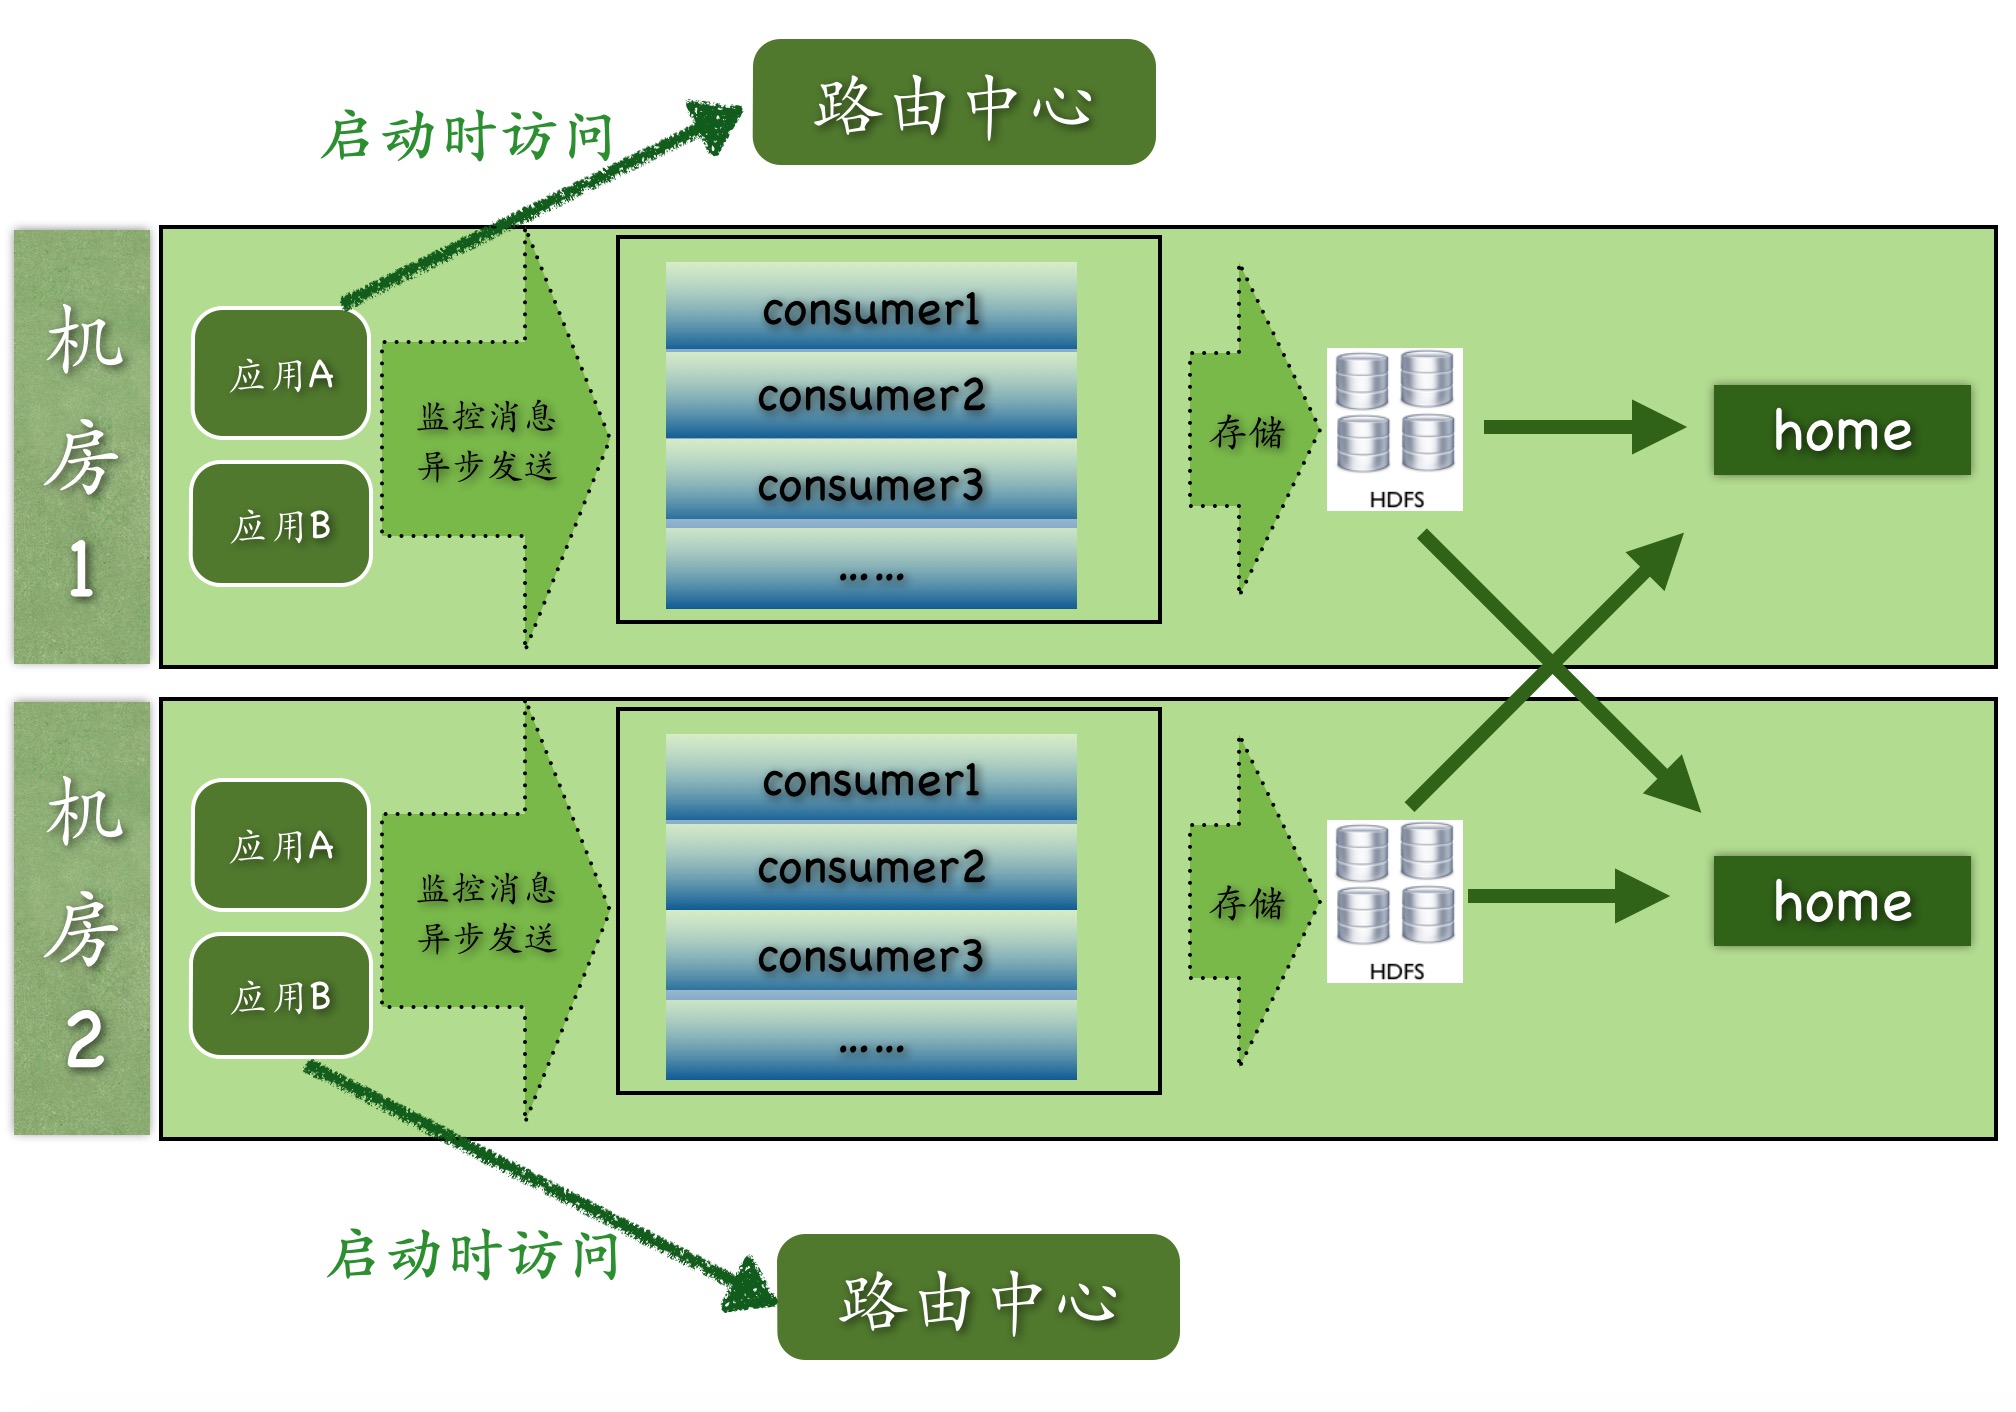 路由中心
启动时访问
机
房
1
应用A
应用B
监控消息
异步发送
consumer1
consumer2
consumer3
……
存储
HDFS
home
机
房
2
应用A
应用B
监控消息
异步发送
consumer1
consumer2
consumer3
……
存储
HDFS
home
启动时访问
路由中心